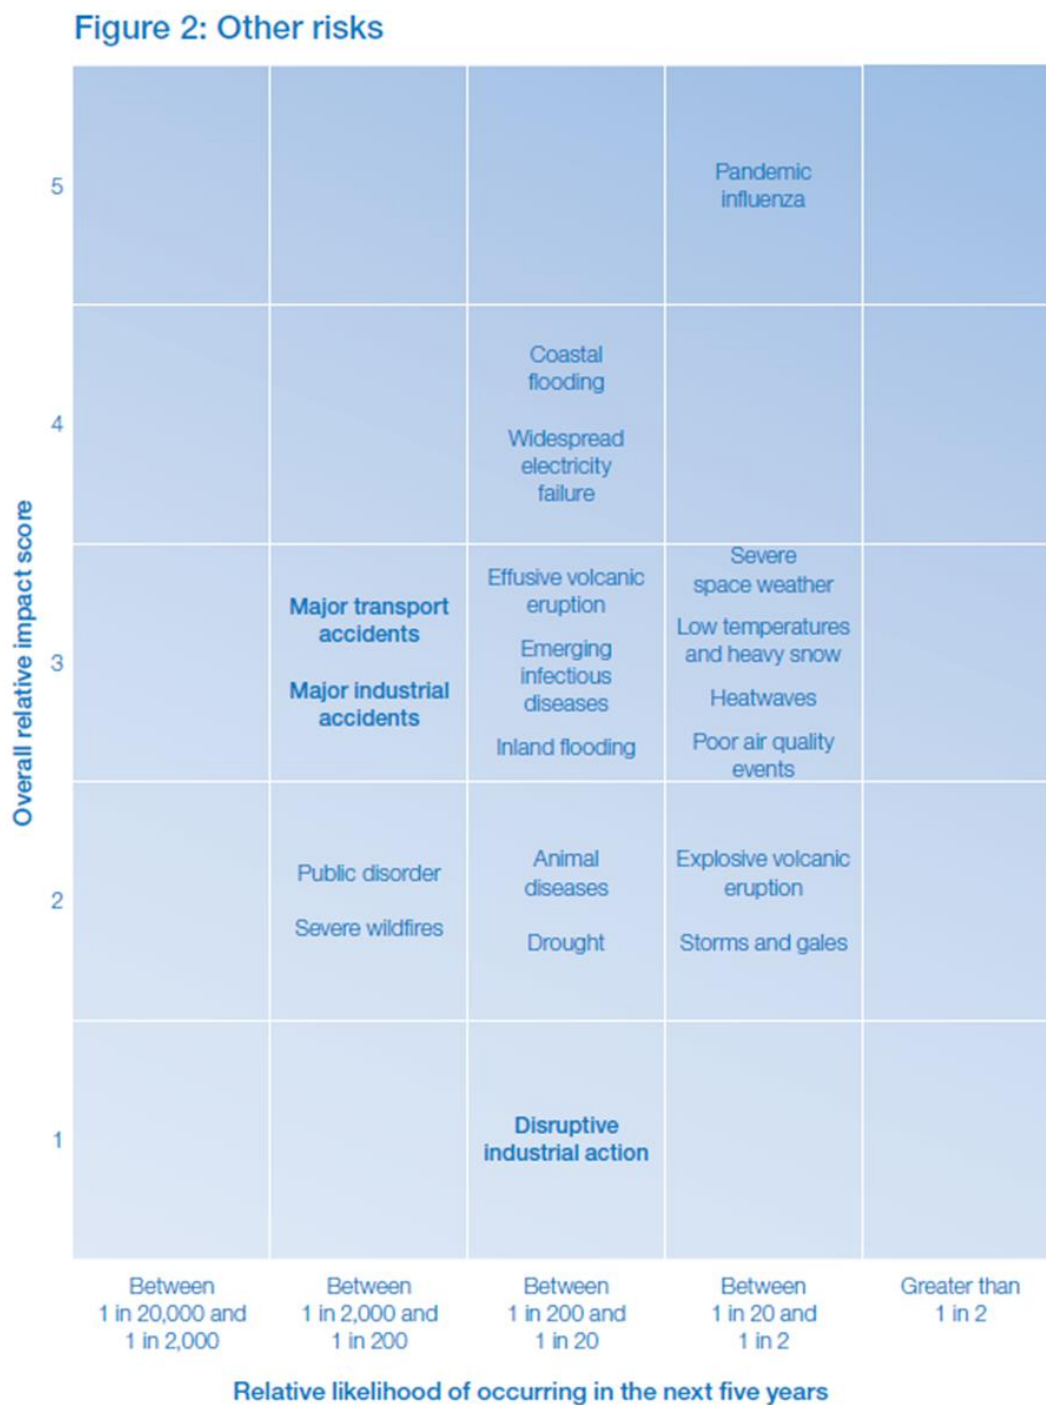 Figure 2: Other risks
Overall relative impact score
5
Pandemic
influenza
4
Coastal
flooding
Widespread
electricity
failure
3
Major transport
accidents
Major industrial
accidents
Effusive volcanic
eruption
Emerging
infectious
diseases
Inland flooding
Severe
space weather
Low temperatures
and heavy snow
Heatwaves
Poor air quality
events
2
Public disorder
Severe wildfires
Animal
diseases
Drought
Explosive volcanic
eruption
Storms and gales
1
Disruptive
industrial action
Between
1 in 20,000 and
1 in 2,000
Between
1 in 2,000 and
1 in 200
Between
1 in 200 and
1 in 20
Between
1 in 20 and
1 in 2
Greater than
1 in 2
Relative likelihood of occurring in the next five years